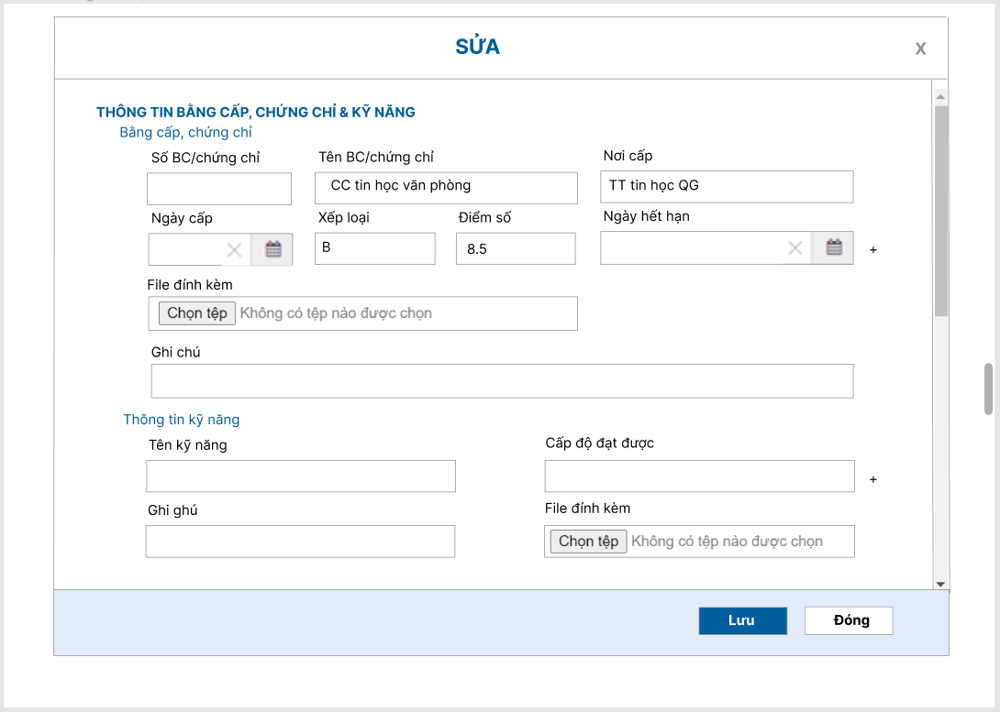 SỬA
X
THÔNG TIN BẰNG CẤP, CHỨNG CHỈ & KỸ NĂNG
Bằng cấp, chứng chỉ
Số BC/chứng chỉ Tên BC/chứng chỉ Nơi cấp
CC tin học văn phòng TT tin học QG
Ngày cấp Xếp loại Điểm số Ngày hết hạn
B 8.5 +
File đính kèm
Chọn tệp Không có tệp nào được chọn
Ghi chú
Thông tin kỹ năng
Tên kỹ năng Cấp độ đạt được
+
Ghi ghú File đính kèm
Chọn tệp Không có tệp nào được chọn
Lưu Đóng